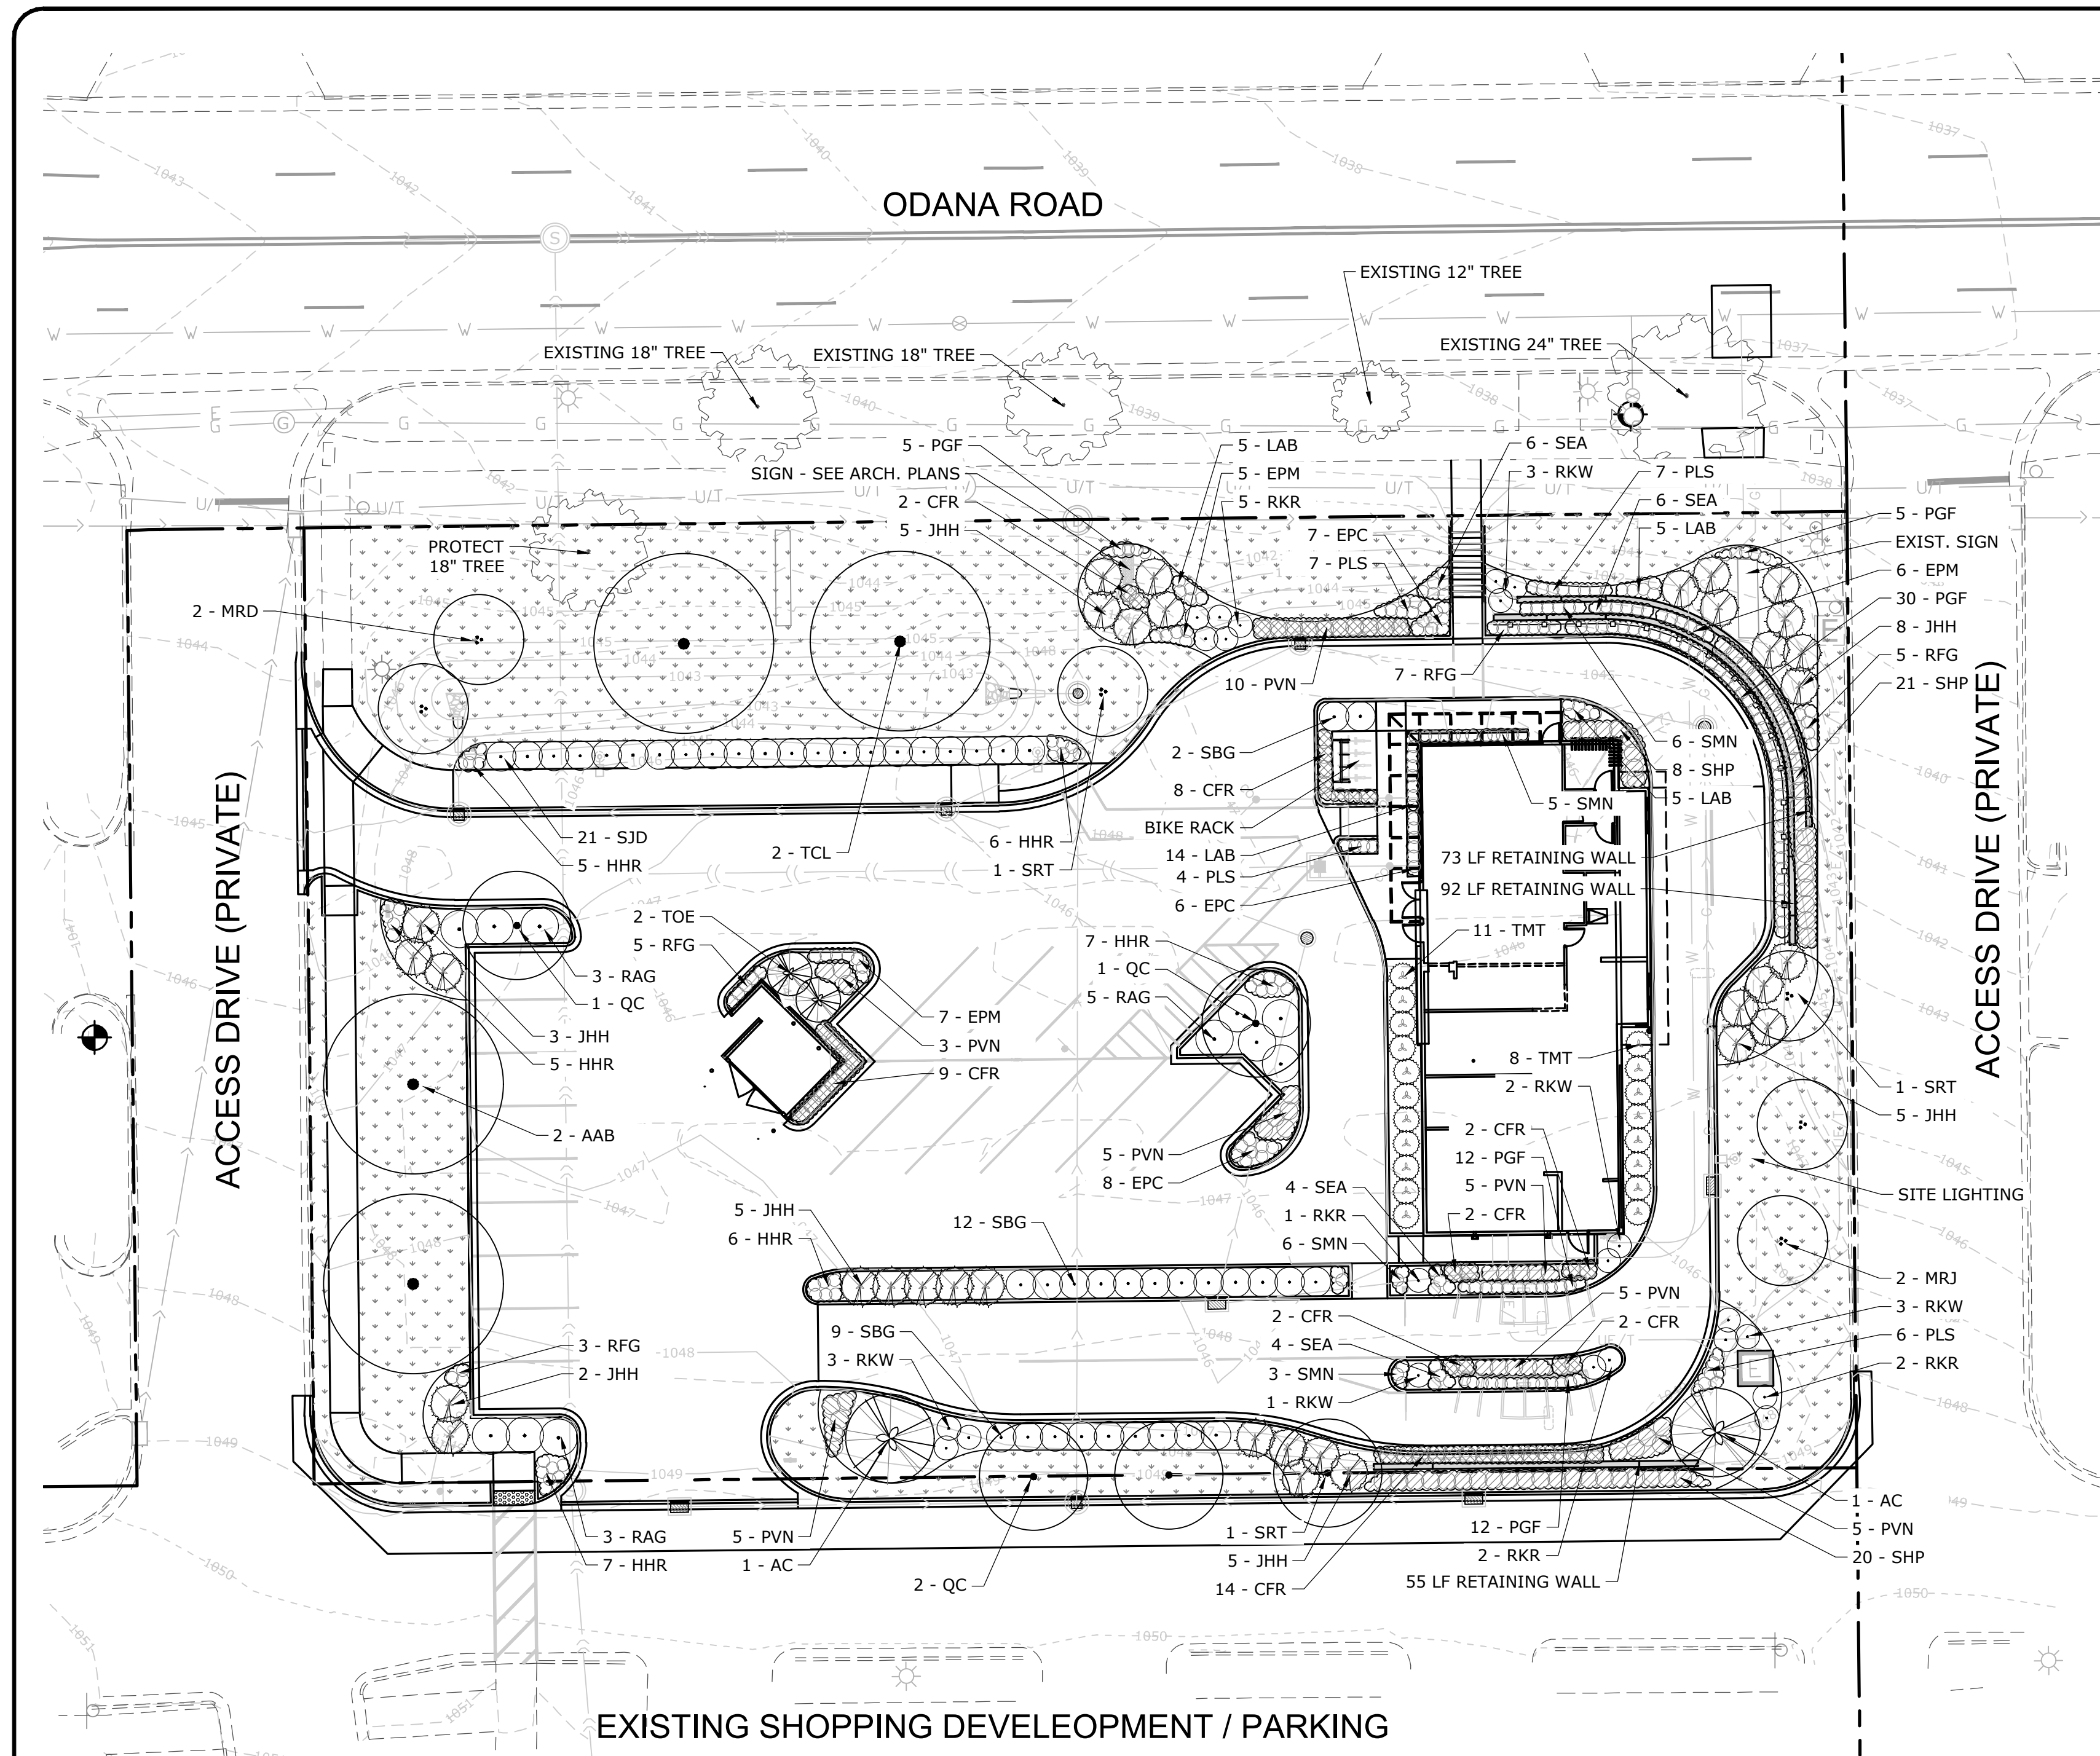 ODANA ROAD
EXISTING 12" TREE
EXISTING 18" TREE
EXISTING 18" TREE
EXISTING 24" TREE
5 - PGF
SIGN - SEE ARCH. PLANS
2 - CFR
5 - JHH
5 - LAB
5 - EPM
5 - RKR
6 - SEA
3 - RKW
7 - PLS
6 - SEA
5 - LAB
7 - EPC
7 - PLS
5 - PGF
EXIST. SIGN
6 - EPM
30 - PGF
8 - JHH
5 - RFG
21 - SHP
PROTECT
18" TREE
2 - MRD
10 - PVN
7 - RFG
2 - SBG
8 - CFR
BIKE RACK
14 - LAB
4 - PLS
6 - EPC
6 - SMN
8 - SHP
5 - LAB
5 - SMN
73 LF RETAINING WALL
92 LF RETAINING WALL
11 - TMT
21 - SJD
5 - HHR
2 - TCL
6 - HHR
1 - SRT
ACCESS DRIVE (PRIVATE)
ACCESS DRIVE (PRIVATE)
2 - TOE
5 - RFG
3 - RAG
1 - QC
3 - JHH
5 - HHR
7 - EPM
3 - PVN
9 - CFR
7 - HHR
1 - QC
5 - RAG
8 - TMT
2 - RKW
2 - CFR
12 - PGF
5 - PVN
2 - CFR
1 - SRT
5 - JHH
SITE LIGHTING
2 - AAB
5 - PVN
8 - EPC
5 - JHH
6 - HHR
12 - SBG
4 - SEA
1 - RKR
6 - SMN
5 - PVN
2 - CFR
2 - CFR
4 - SEA
3 - SMN
1 - RKW
2 - MRJ
3 - RKW
6 - PLS
2 - RKR
3 - RFG
2 - JHH
9 - SBG
3 - RKW
3 - RAG
7 - HHR
5 - PVN
1 - AC
2 - QC
1 - SRT
5 - JHH
14 - CFR
12 - PGF
2 - RKR
55 LF RETAINING WALL
1 - AC
5 - PVN
20 - SHP
EXISTING SHOPPING DEVELEOPMENT / PARKING